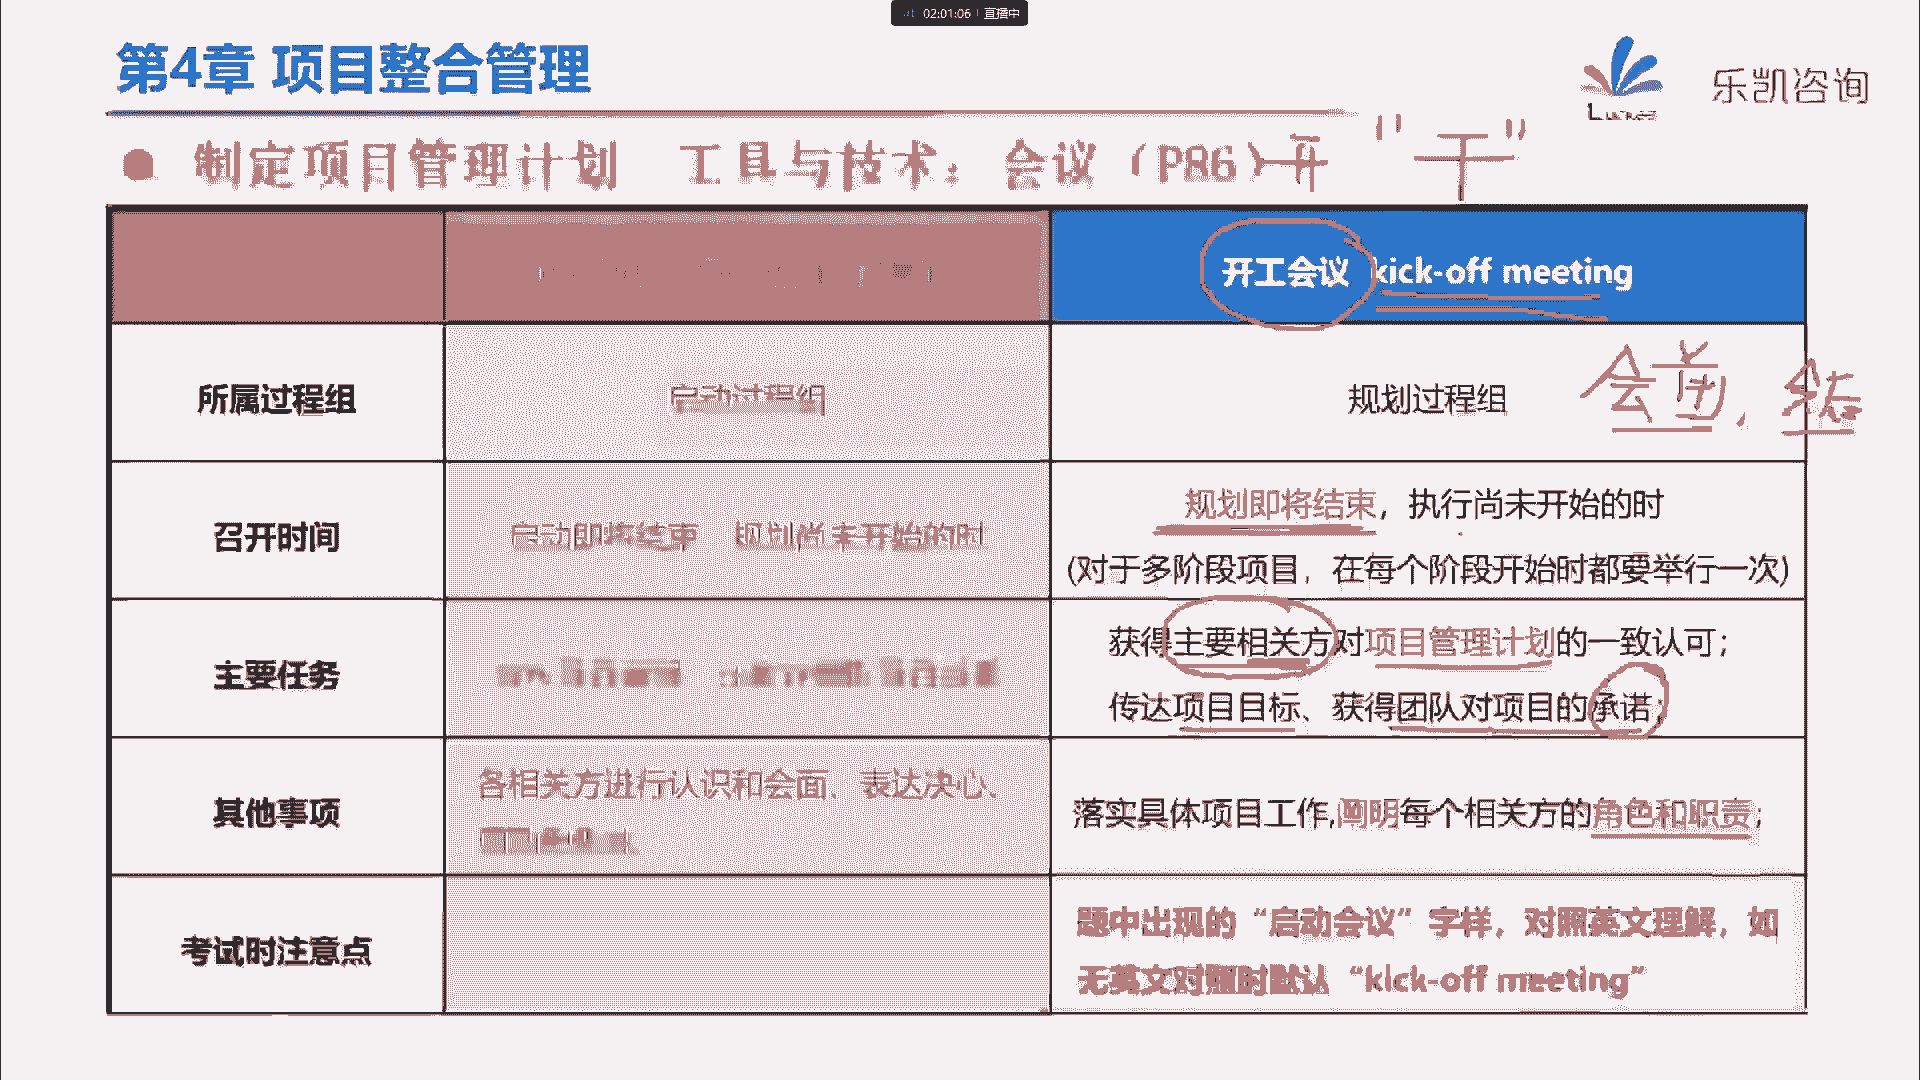 02:01:06 | 直播中
第4章 项目整合管理
乐凯咨询
● 制定项目管理计划 工具与技术：会议（P86）开“干”
开工会议 kick-off meeting
所属过程组
启动过程组
规划过程组
召开时间
启动即将结束 规划尚未开始的时
规划即将结束，执行尚未开始的时
(对于多阶段项目，在每个阶段开始时都要举行一次)
主要任务
获得主要相关方对项目管理计划的一致认可；
传达项目目标、获得团队对项目的承诺；
其他事项
各相关方进行认识和会面、表达决心、
落实具体项目工作,阐明每个相关方的角色和职责；
考试时注意点
题中出现的“启动会议”字样，对照英文理解，如
无英文对照时默认“kick-off meeting”